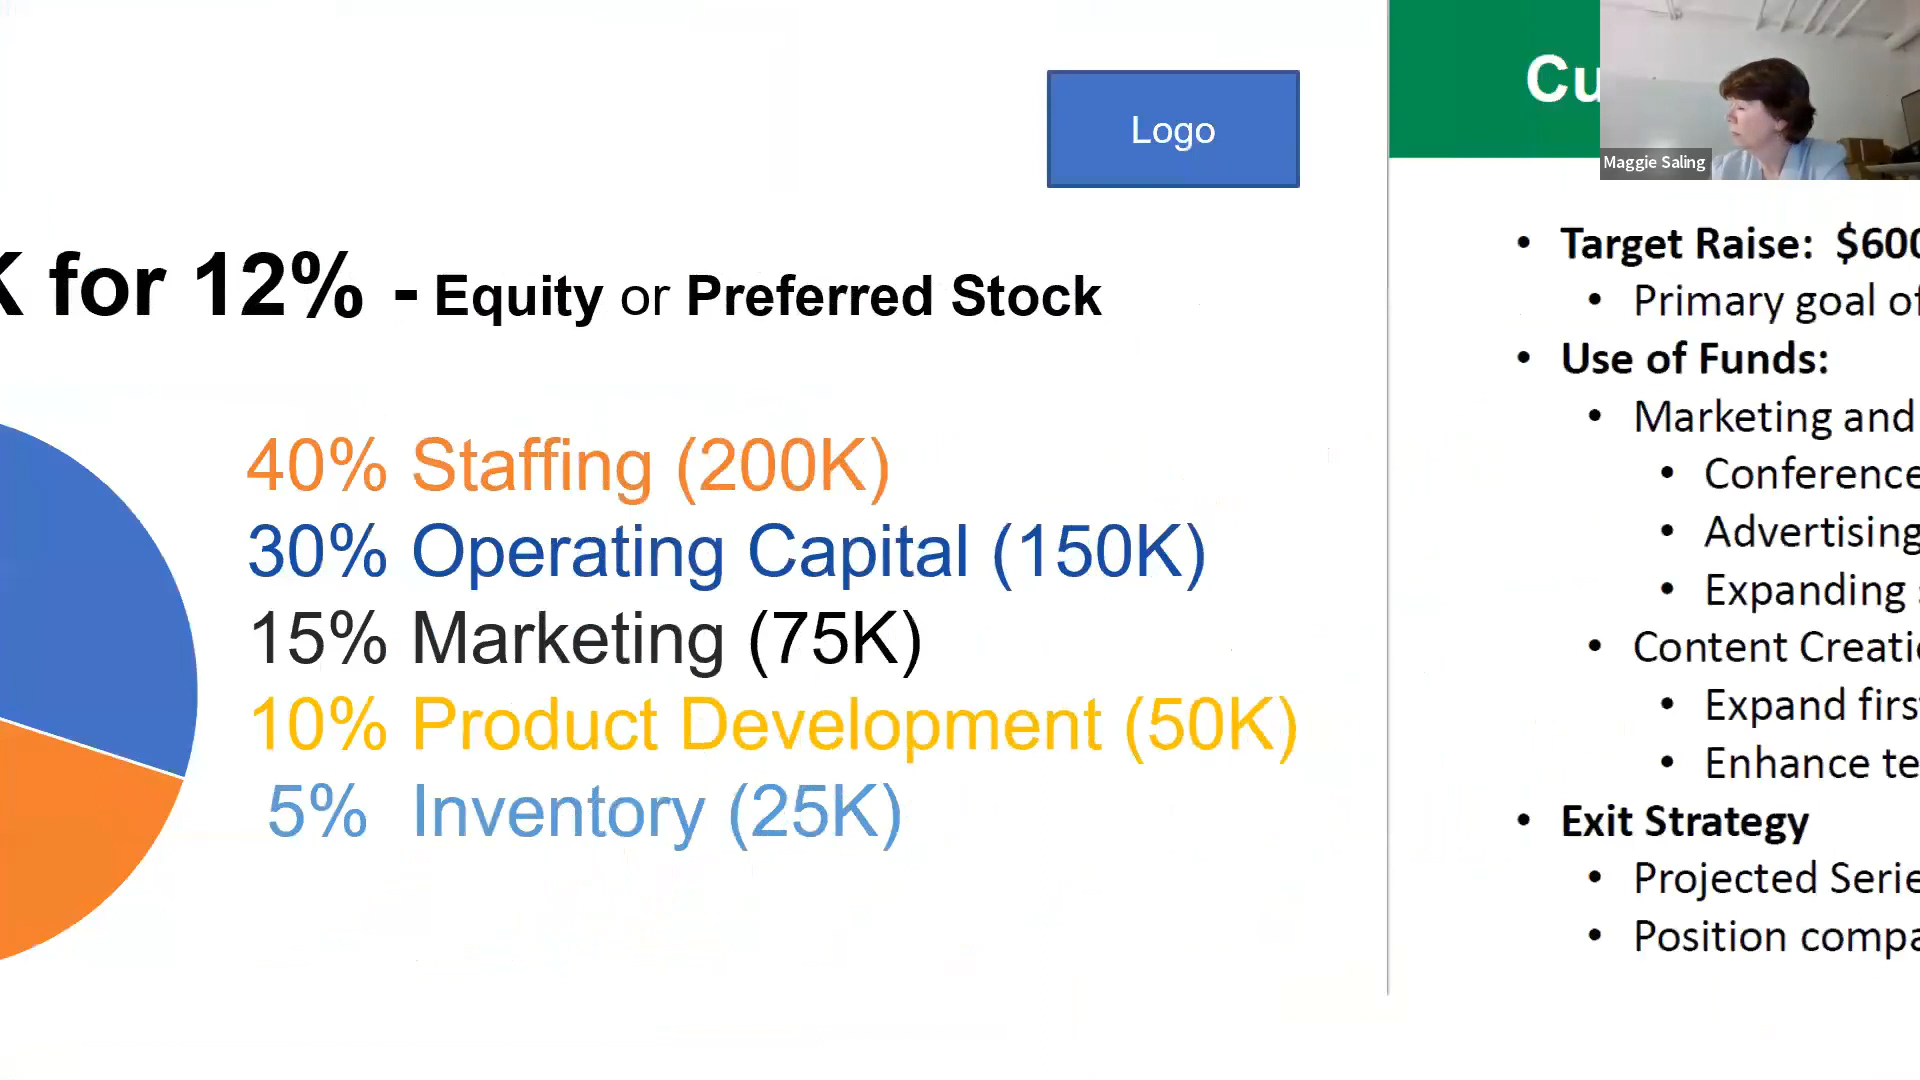 Logo
K for 12% - Equity or Preferred Stock
40% Staffing (200K)
30% Operating Capital (150K)
15% Marketing (75K)
10% Product Development (50K)
5% Inventory (25K)
Cu
Maggie Saling
• Target Raise: $600
• Primary goal of
• Use of Funds:
• Marketing and
• Conference
• Advertising
• Expanding
• Content Creati
• Expand firs
• Enhance te
• Exit Strategy
• Projected Serie
• Position compa